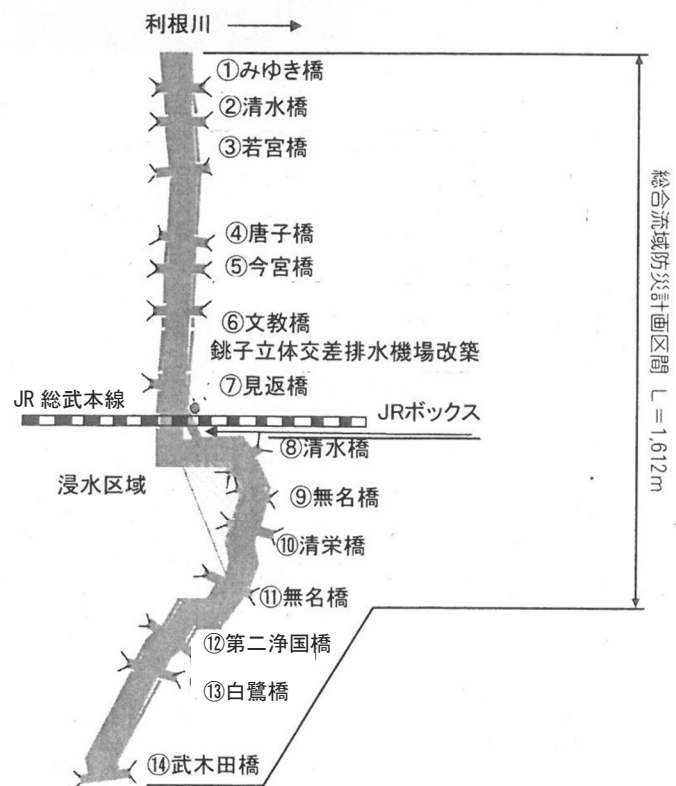 利根川
①みゆき橋
②清水橋
③若宮橋
④唐子橋
⑤今宮橋
⑥文教橋
銚子立体交差排水機場改築
⑦見返橋
JR 総武本線
JRボックス
⑧清水橋
浸水区域
⑨無名橋
⑩清栄橋
⑪無名橋
⑫第二浄国橋
⑬白鷺橋
⑭武木田橋
総合流域防災計画区間 L=1,612m